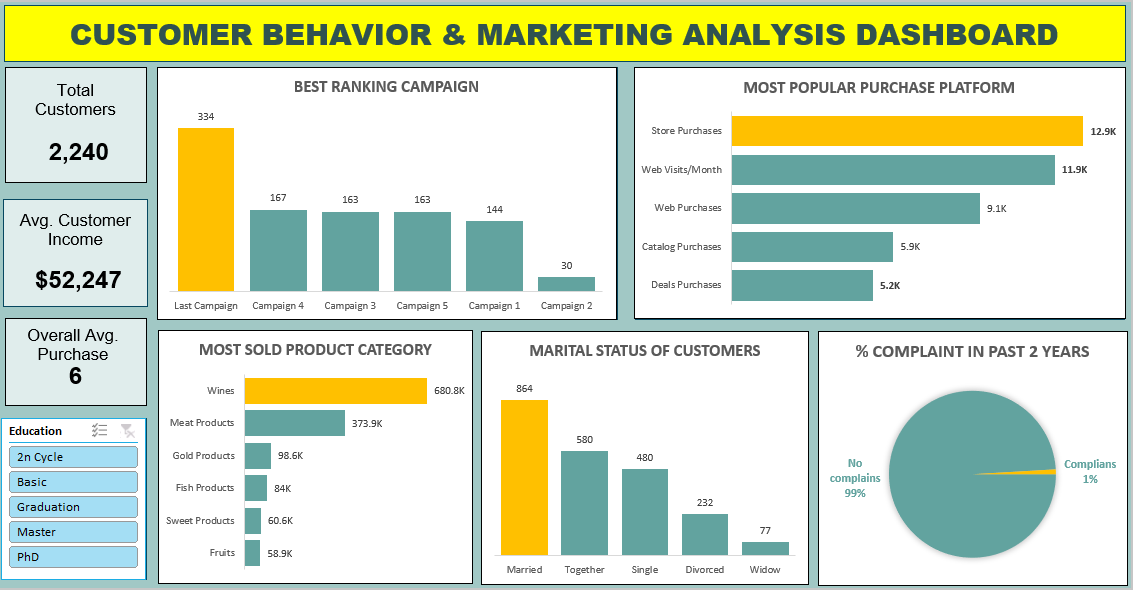 CUSTOMER BEHAVIOR & MARKETING ANALYSIS DASHBOARD
Total
Customers
2,240
Avg. Customer
Income
$52,247
Overall Avg.
Purchase
6
Education
2n Cycle
Basic
Graduation
Master
PhD
BEST RANKING CAMPAIGN
334
167
163
163
144
30
Last Campaign
Campaign 4
Campaign 3
Campaign 5
Campaign 1
Campaign 2
MOST POPULAR PURCHASE PLATFORM
Store Purchases
12.9K
Web Visits/Month
11.9K
Web Purchases
9.1K
Catalog Purchases
5.9K
Deals Purchases
5.2K
MOST SOLD PRODUCT CATEGORY
Wines
680.8K
Meat Products
373.9K
Gold Products
98.6K
Fish Products
84K
Sweet Products
60.6K
Fruits
58.9K
MARITAL STATUS OF CUSTOMERS
864
580
480
232
77
Married
Together
Single
Divorced
Widow
% COMPLAINT IN PAST 2 YEARS
No
complains
99%
Complians
1%